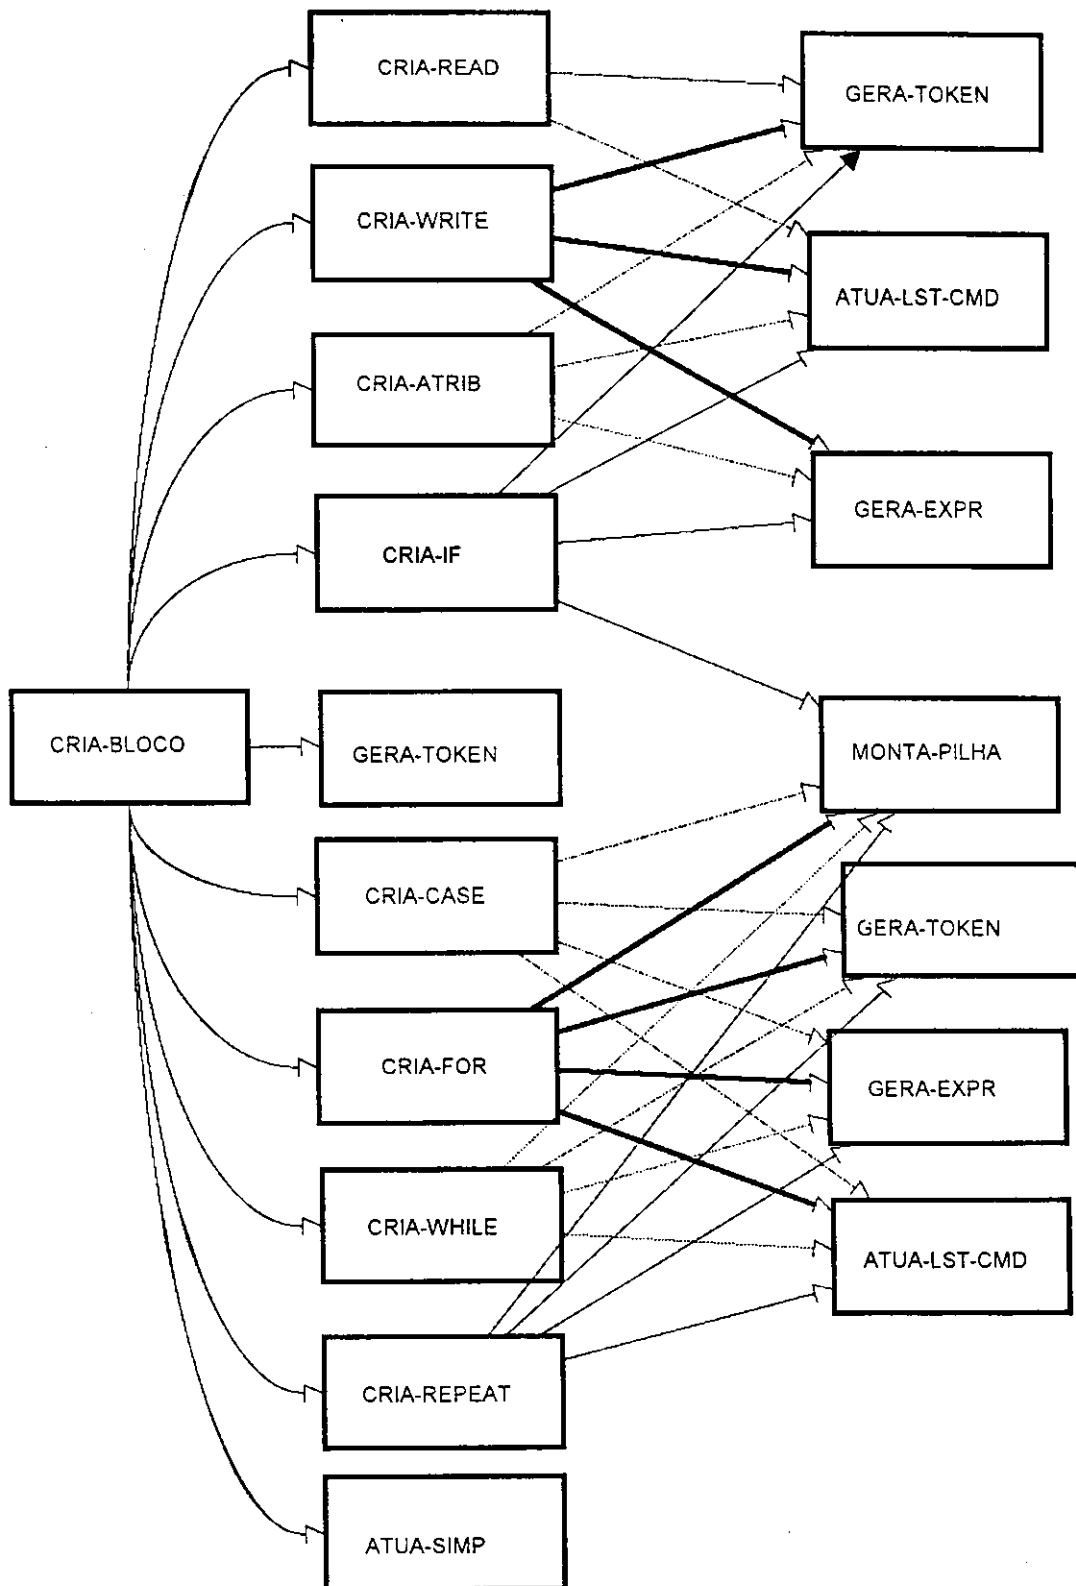 CRIA-READ
GERA-TOKEN
CRIA-WRITE
ATUA-LST-CMD
CRIA-ATRIB
GERA-EXPR
CRIA-IF
CRIA-BLOCO
GERA-TOKEN
MONTA-PILHA
CRIA-CASE
GERA-TOKEN
CRIA-FOR
GERA-EXPR
CRIA-WHILE
ATUA-LST-CMD
CRIA-REPEAT
ATUA-SIMP